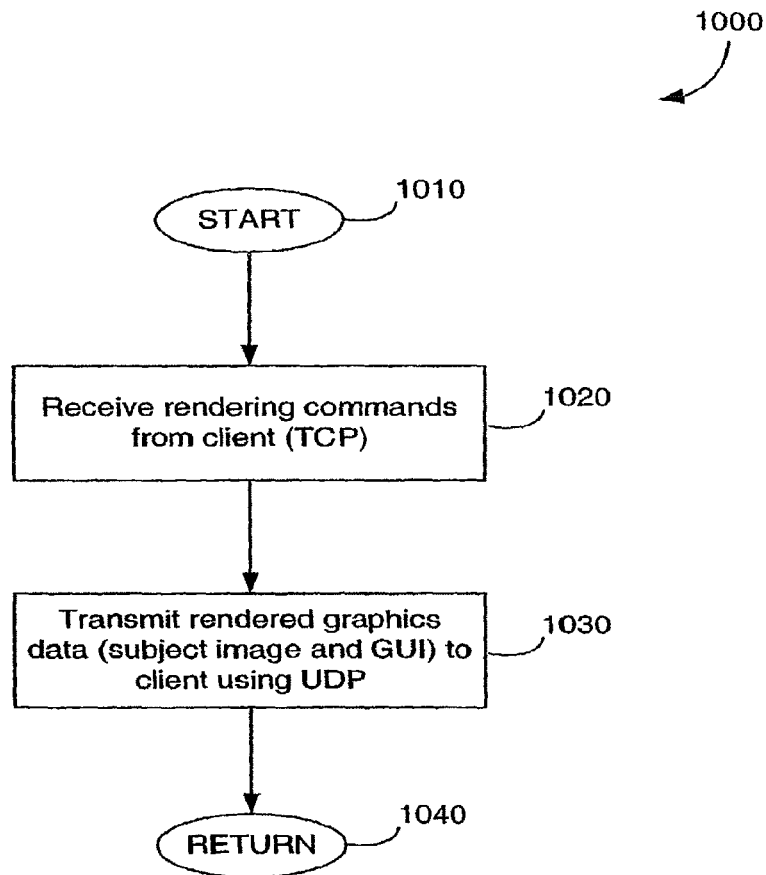 1000
1010
START
1020
Receive rendering commands
from client (TCP)
1030
Transmit rendered graphics
data (subject image and GUI) to
client using UDP
1040
RETURN